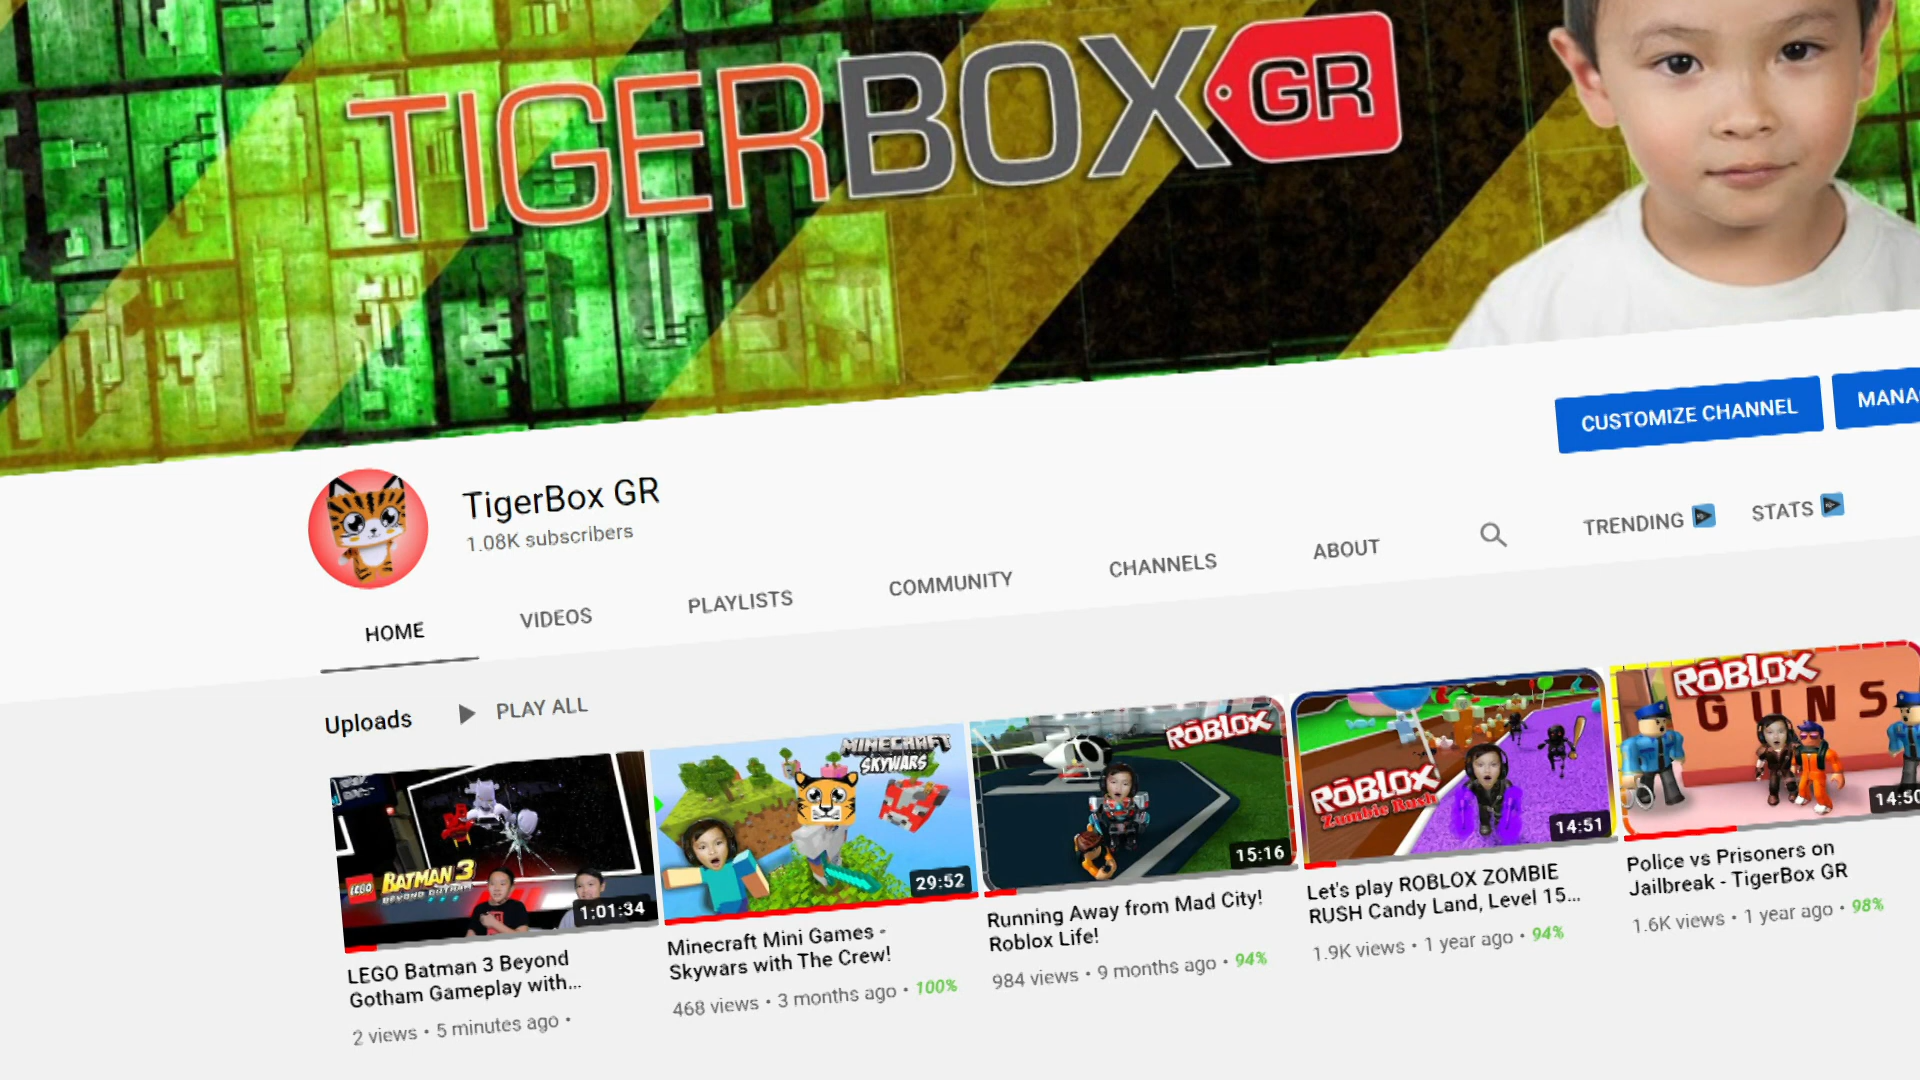 TIGERBOX GR
CUSTOMIZE CHANNEL
TigerBox GR
1.08K subscribers
HOME
VIDEOS
PLAYLISTS
COMMUNITY
CHANNELS
ABOUT
TRENDING
STATS
Uploads
PLAY ALL
LEGO BATMAN 3
BEYOND GOTHAM
1:01:34
LEGO Batman 3 Beyond
Gotham Gameplay with...
2 views • 5 minutes ago •
MINECRAFT
SKYWARS
29:52
Minecraft Mini Games -
Skywars with The Crew!
468 views • 3 months ago • 100%
ROBLOX
15:16
Running Away from Mad City!
Roblox Life!
984 views • 9 months ago • 94%
ROBLOX
Zombie Rush
14:51
Let's play ROBLOX ZOMBIE
RUSH Candy Land, Level 15...
1.9K views • 1 year ago • 94%
ROBLOX
GUNS
14:50
Police vs Prisoners on
Jailbreak - TigerBox GR
1.6K views • 1 year ago • 98%